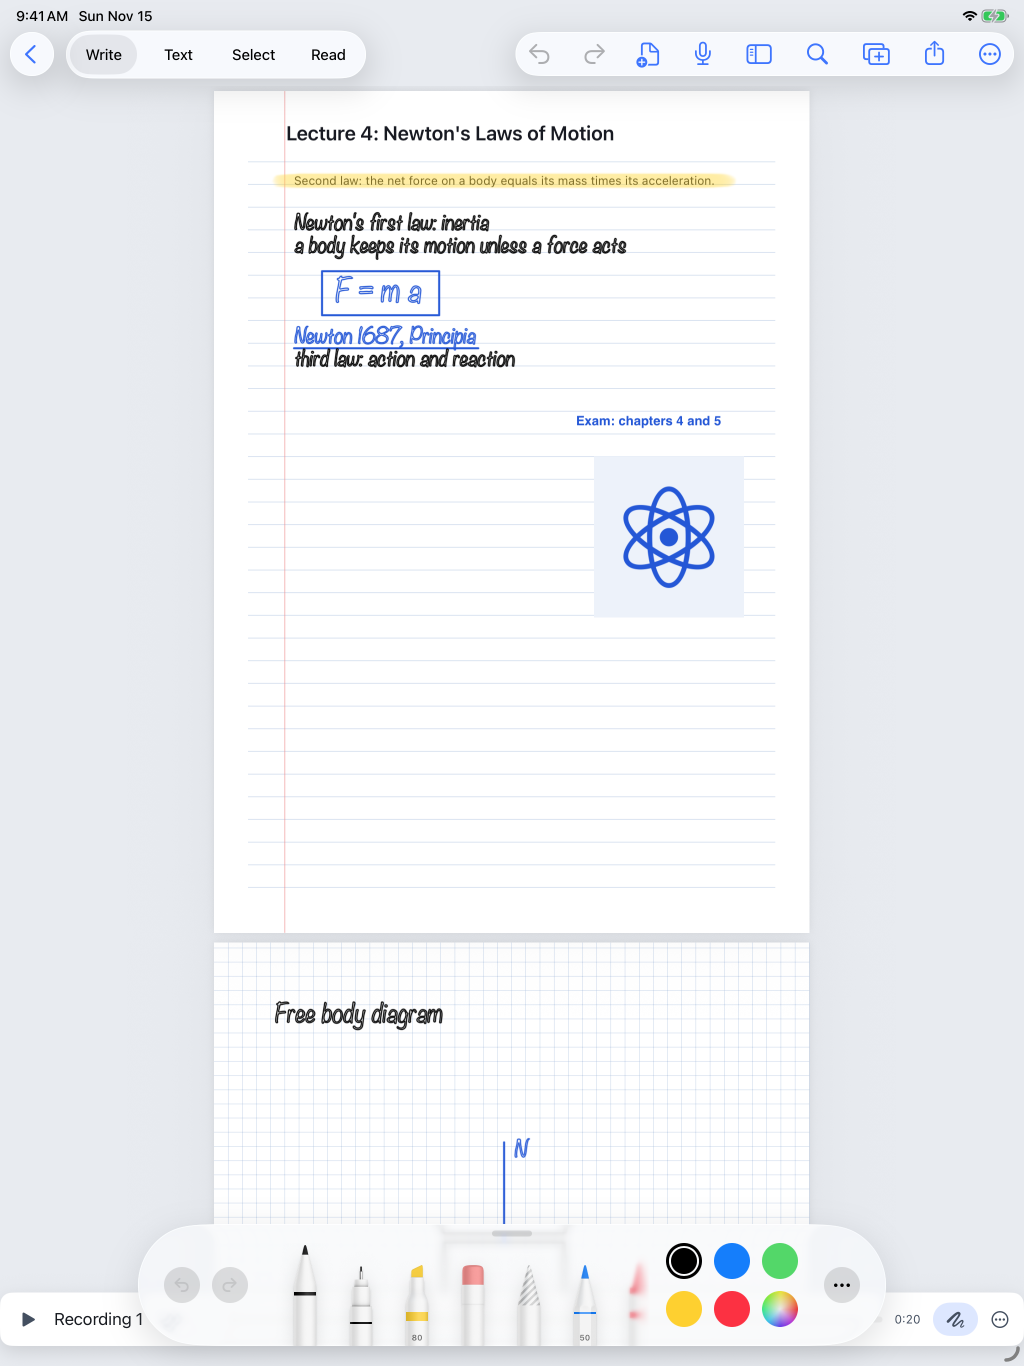 9:41 AM Sun Nov 15
Write Text Select Read
Lecture 4: Newton's Laws of Motion
Second law: the net force on a body equals its mass times its acceleration.
Newton's first law: inertia
a body keeps its motion unless a force acts
F = m a
Newton 1687, Principia
third law: action and reaction
Exam: chapters 4 and 5
Free body diagram
N
80
50
Recording 1
0:20